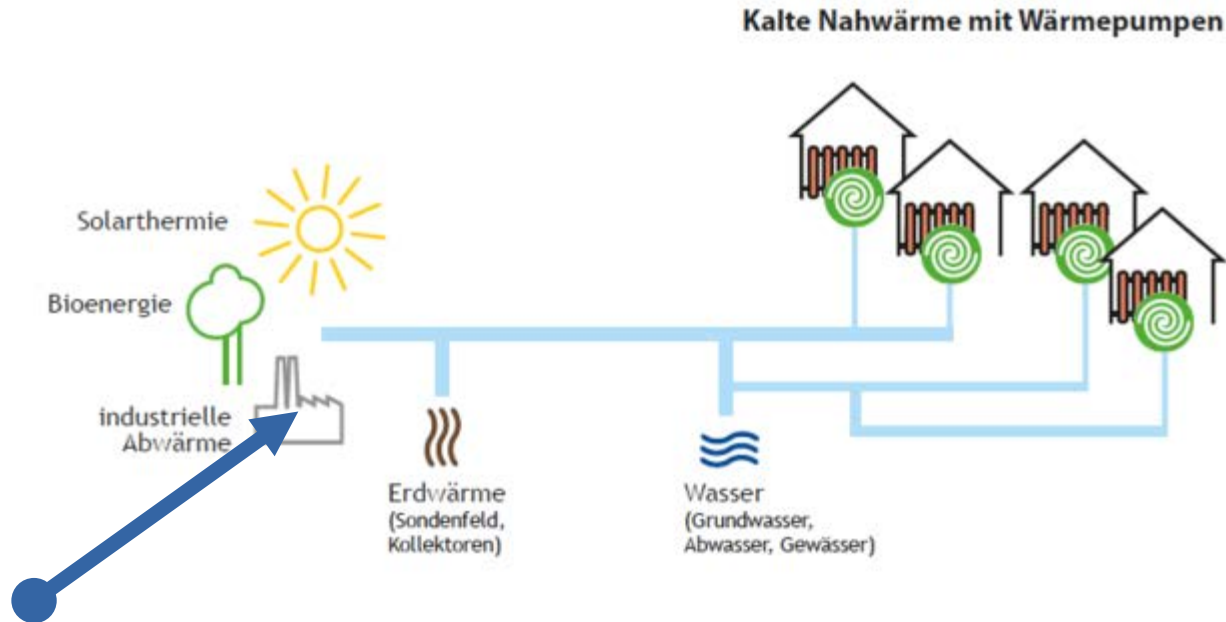 Kalte Nahwärme mit Wärmepumpen
Solarthermie
Bioenergie
industrielle
Abwärme
Erdwärme
(Sondenfeld,
Kollektoren)
Wasser
(Grundwasser,
Abwasser, Gewässer)